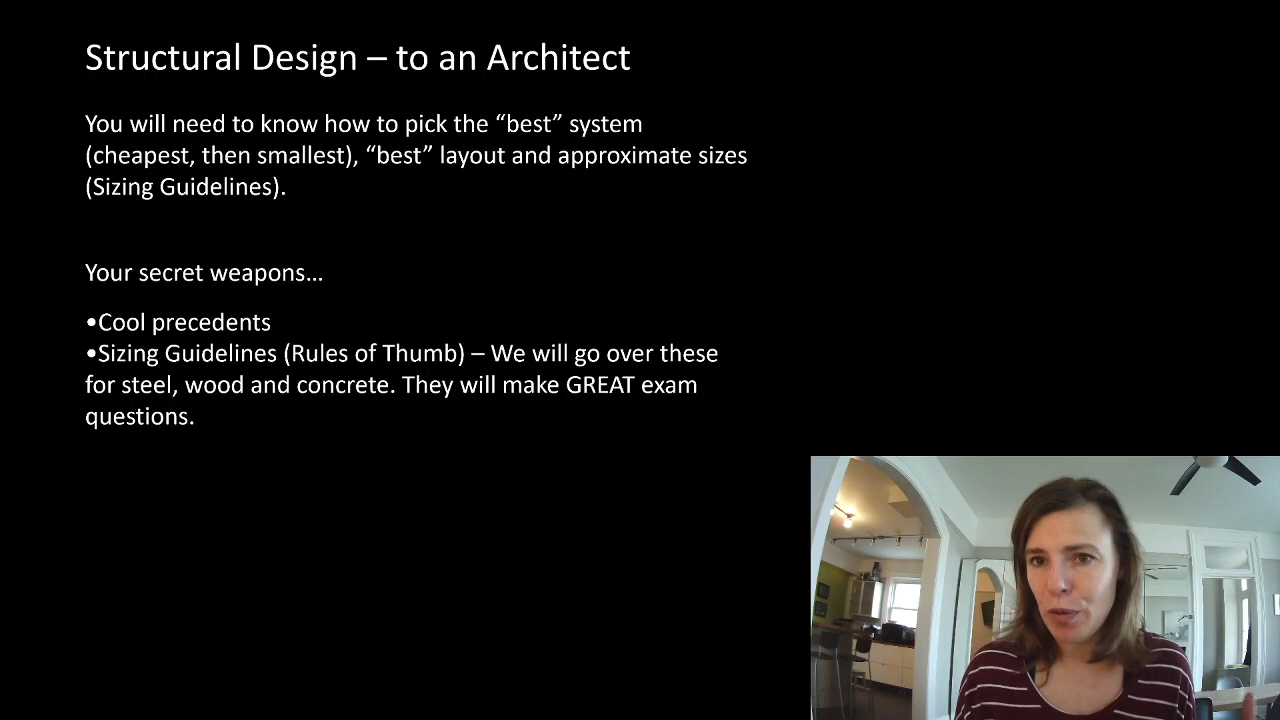 Structural Design – to an Architect
You will need to know how to pick the “best” system
(cheapest, then smallest), “best” layout and approximate sizes
(Sizing Guidelines).
Your secret weapons…
•Cool precedents
•Sizing Guidelines (Rules of Thumb) – We will go over these
for steel, wood and concrete. They will make GREAT exam
questions.